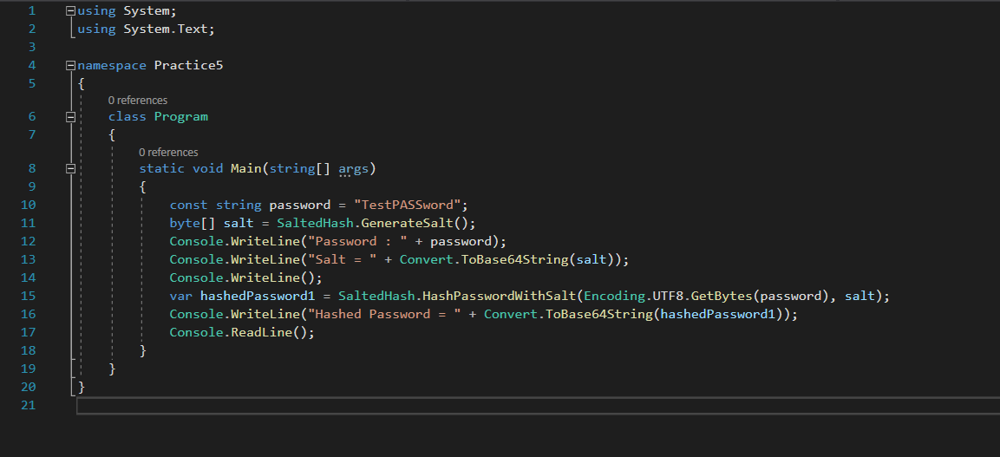 1 using System;
2 using System.Text;
3
4 namespace Practice5
5 {
0 references
6 class Program
7 {
0 references
8 static void Main(string[] args)
9 {
10 const string password = "TestPASSword";
11 byte[] salt = SaltedHash.GenerateSalt();
12 Console.WriteLine("Password : " + password);
13 Console.WriteLine("Salt = " + Convert.ToBase64String(salt));
14 Console.WriteLine();
15 var hashedPassword1 = SaltedHash.HashPasswordWithSalt(Encoding.UTF8.GetBytes(password), salt);
16 Console.WriteLine("Hashed Password = " + Convert.ToBase64String(hashedPassword1));
17 Console.ReadLine();
18 }
19 }
20 }
21